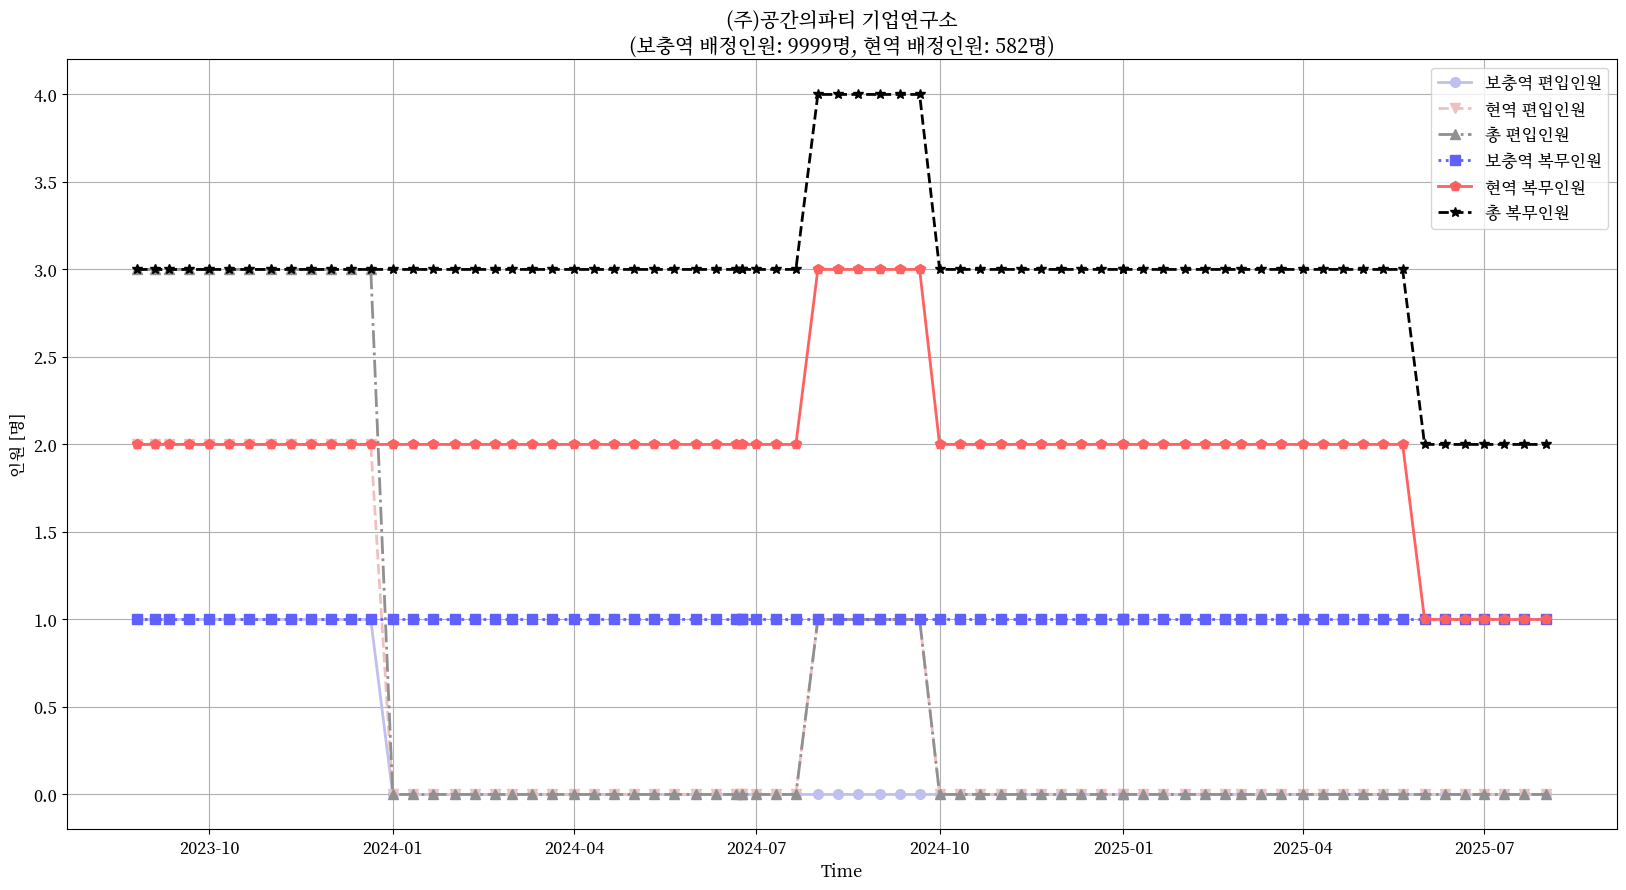 (주)공간의파티 기업연구소
(보충역 배정인원: 9999명, 현역 배정인원: 582명)
보충역 편입인원
현역 편입인원
총 편입인원
보충역 복무인원
현역 복무인원
총 복무인원
인원 [명]
4.0
3.5
3.0
2.5
2.0
1.5
1.0
0.5
0.0
2023-10
2024-01
2024-04
2024-07
2024-10
2025-01
2025-04
2025-07
Time